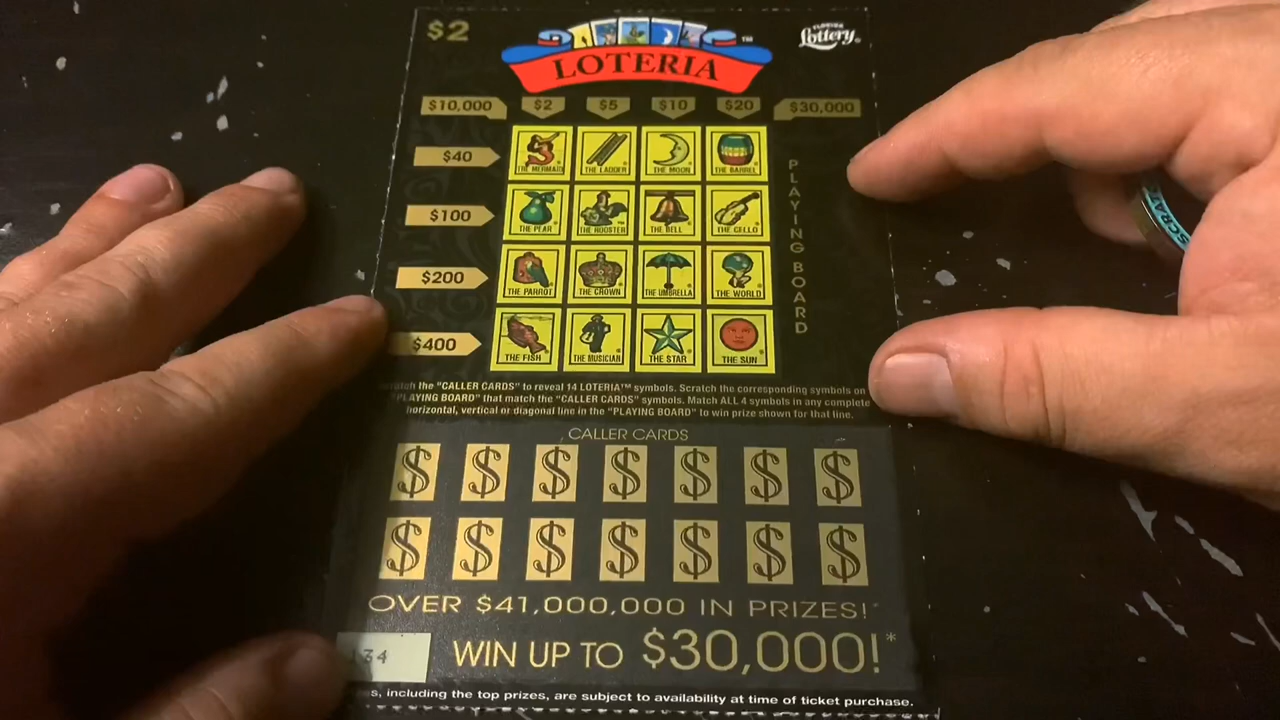 $2
LOTERIA™
FLORIDA
Lottery
$10,000 $2 $5 $10 $20 $30,000
$40
THE MERMAID THE LADDER THE MOON THE BARREL
$100
THE PEAR THE ROOSTER THE BELL THE CELLO
$200
THE PARROT THE CROWN THE UMBRELLA THE WORLD
$400
THE FISH THE MUSICIAN THE STAR THE SUN
PLAYING BOARD
SCRATC
the "CALLER CARDS" to reveal 14 LOTERIA™ symbols. Scratch the corresponding symbols on
"PLAYING BOARD" that match the "CALLER CARDS" symbols. Match ALL 4 symbols in any complete
horizontal, vertical or diagonal line in the "PLAYING BOARD" to win prize shown for that line.
CALLER CARDS
$ $ $ $ $ $ $
$ $ $ $ $ $ $
OVER $41,000,000 IN PRIZES!*
134
WIN UP TO $30,000!*
s, including the top prizes, are subject to availability at time of ticket purchase.